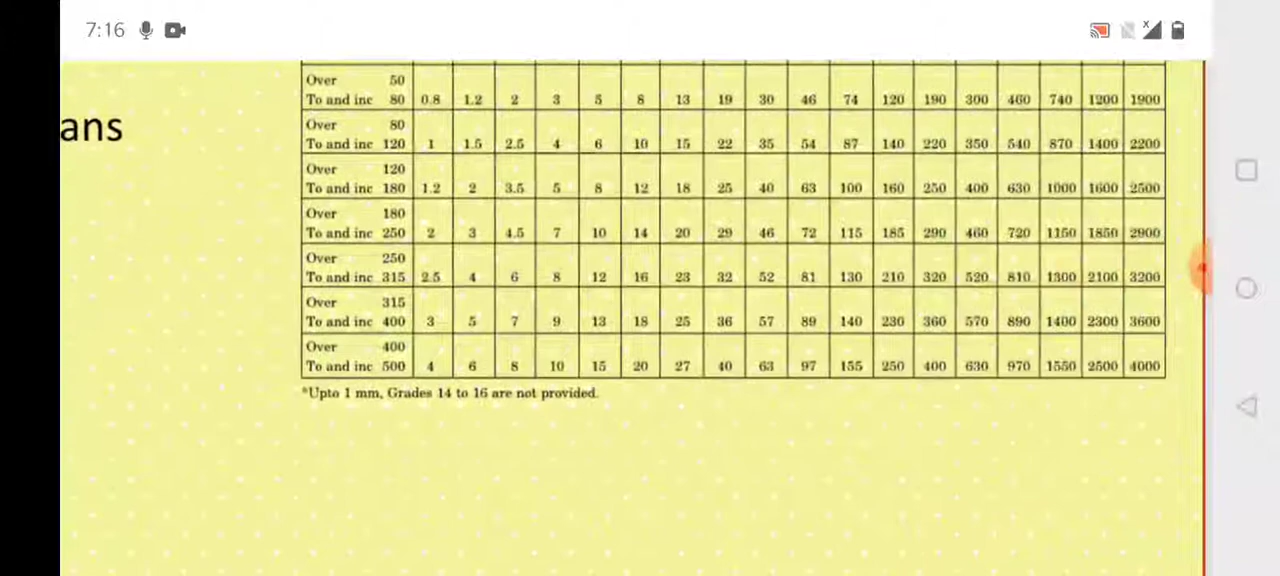 7:16
Over 50
To and inc 80 0.8 1.2 2 3 5 8 13 19 30 46 74 120 190 300 460 740 1200 1900
ans
Over 80
To and inc 120 1 1.5 2.5 4 6 10 15 22 35 54 87 140 220 350 540 870 1400 2200
Over 120
To and inc 180 1.2 2 3.5 5 8 12 18 25 40 63 100 160 250 400 630 1000 1600 2500
Over 180
To and inc 250 2 3 4.5 7 10 14 20 29 46 72 115 185 290 460 720 1150 1850 2900
Over 250
To and inc 315 2.5 4 6 8 12 16 23 32 52 81 130 210 320 520 810 1300 2100 3200
Over 315
To and inc 400 3 5 7 9 13 18 25 36 57 89 140 230 360 570 890 1400 2300 3600
Over 400
To and inc 500 4 6 8 10 15 20 27 40 63 97 155 250 400 630 970 1550 2500 4000
*Upto 1 mm, Grades 14 to 16 are not provided.